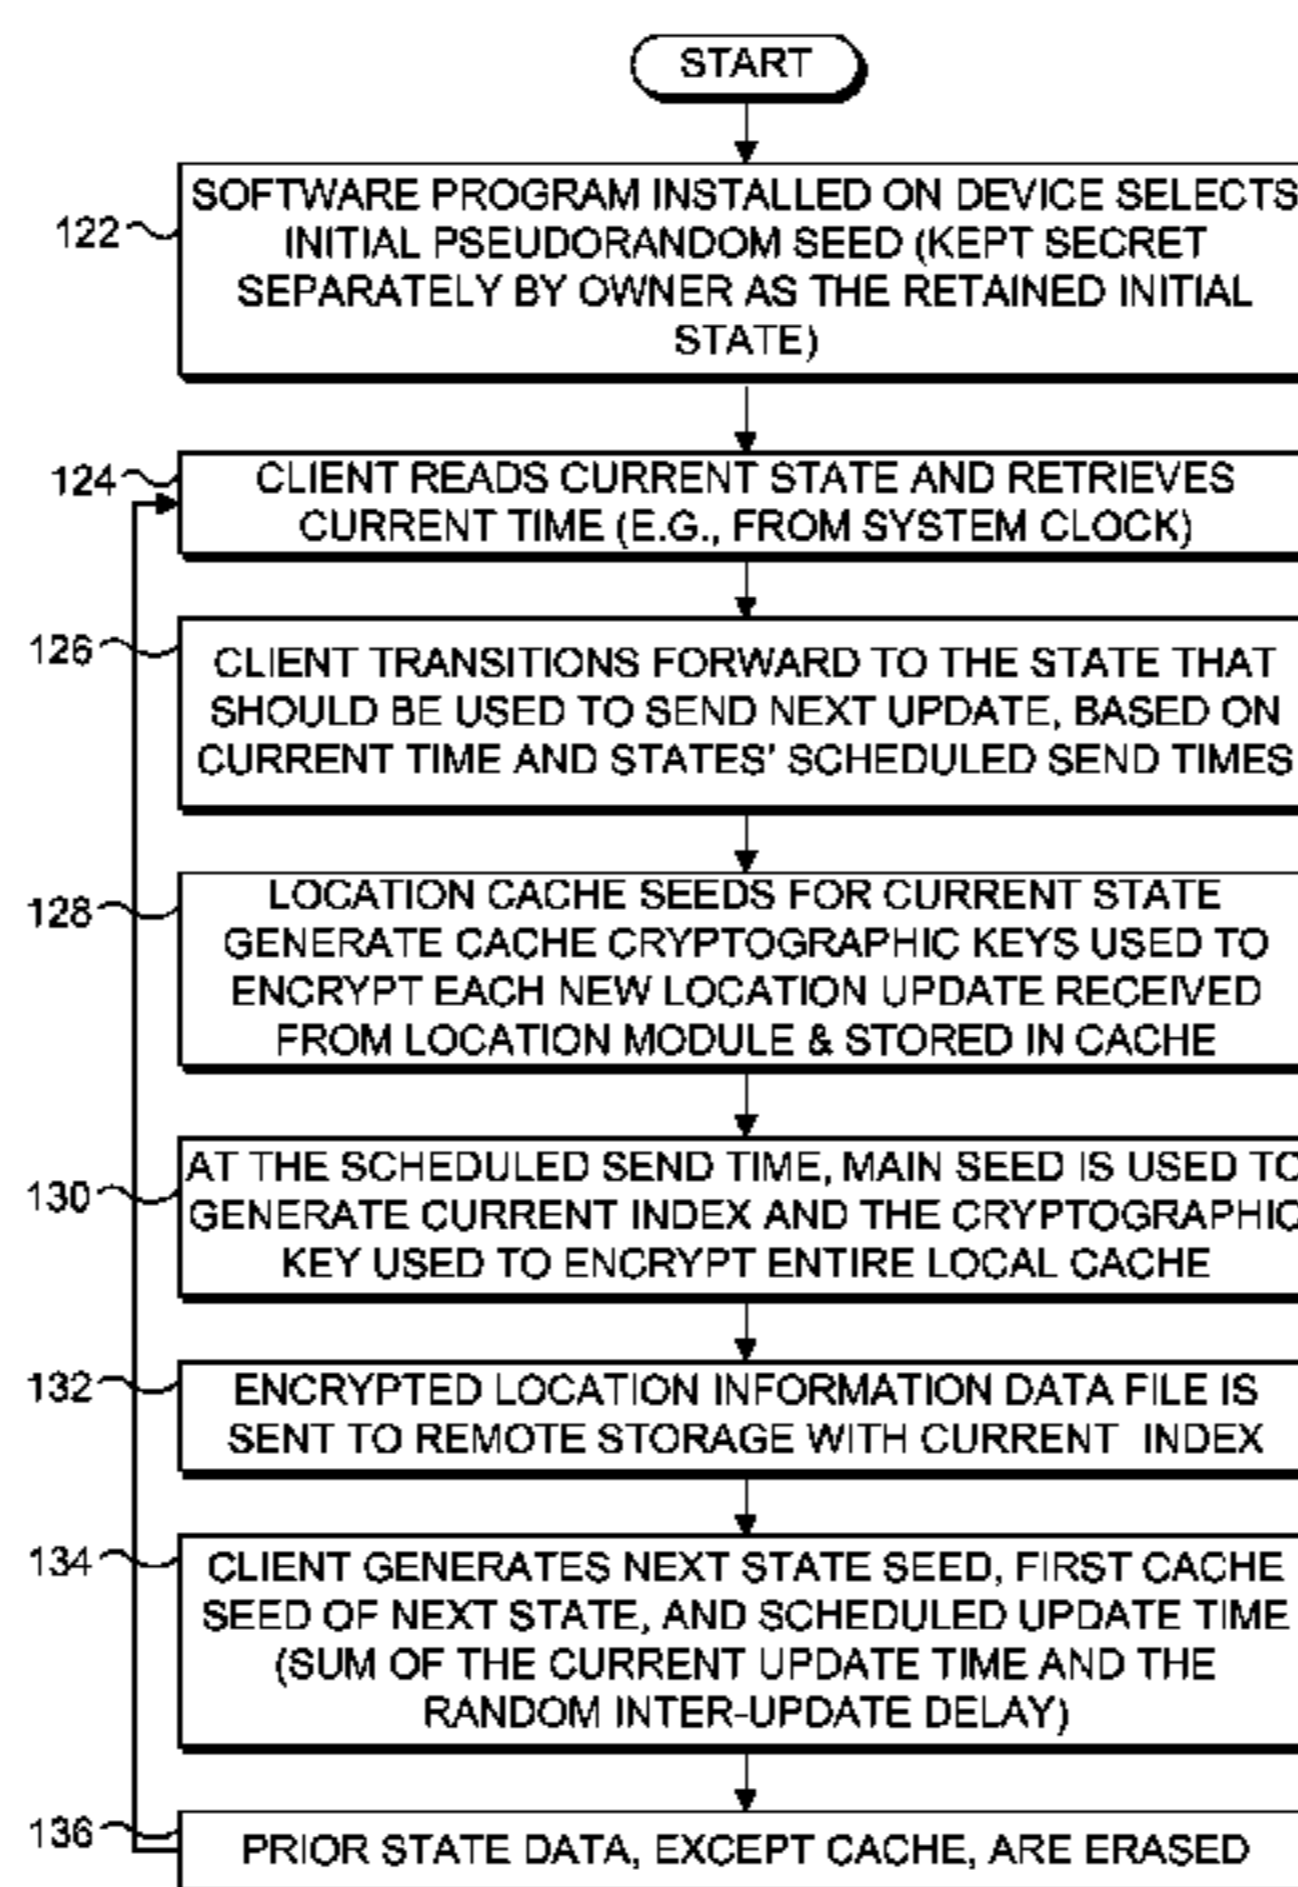 START
122
SOFTWARE PROGRAM INSTALLED ON DEVICE SELECTS
INITIAL PSEUDORANDOM SEED (KEPT SECRET
SEPARATELY BY OWNER AS THE RETAINED INITIAL
STATE)
124
CLIENT READS CURRENT STATE AND RETRIEVES
CURRENT TIME (E.G., FROM SYSTEM CLOCK)
126
CLIENT TRANSITIONS FORWARD TO THE STATE THAT
SHOULD BE USED TO SEND NEXT UPDATE, BASED ON
CURRENT TIME AND STATES' SCHEDULED SEND TIMES
128
LOCATION CACHE SEEDS FOR CURRENT STATE
GENERATE CACHE CRYPTOGRAPHIC KEYS USED TO
ENCRYPT EACH NEW LOCATION UPDATE RECEIVED
FROM LOCATION MODULE & STORED IN CACHE
130
AT THE SCHEDULED SEND TIME, MAIN SEED IS USED TO
GENERATE CURRENT INDEX AND THE CRYPTOGRAPHIC
KEY USED TO ENCRYPT ENTIRE LOCAL CACHE
132
ENCRYPTED LOCATION INFORMATION DATA FILE IS
SENT TO REMOTE STORAGE WITH CURRENT INDEX
134
CLIENT GENERATES NEXT STATE SEED, FIRST CACHE
SEED OF NEXT STATE, AND SCHEDULED UPDATE TIME
(SUM OF THE CURRENT UPDATE TIME AND THE
RANDOM INTER-UPDATE DELAY)
136
PRIOR STATE DATA, EXCEPT CACHE, ARE ERASED